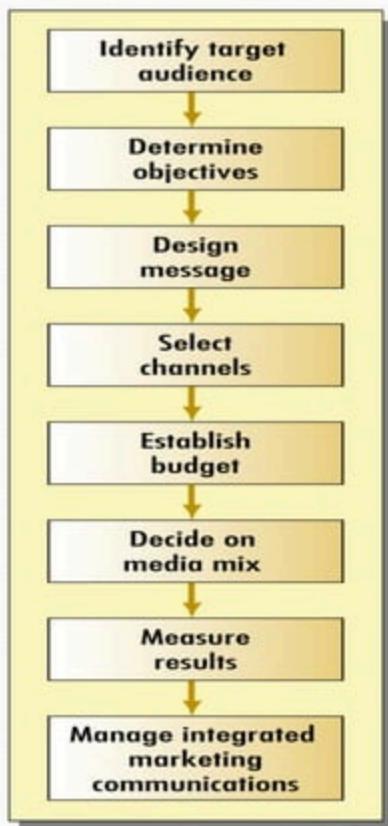 Identify target
audience
Determine
objectives
Design
message
Select
channels
Establish
budget
Decide on
media mix
Measure
results
Manage integrated
marketing
communications